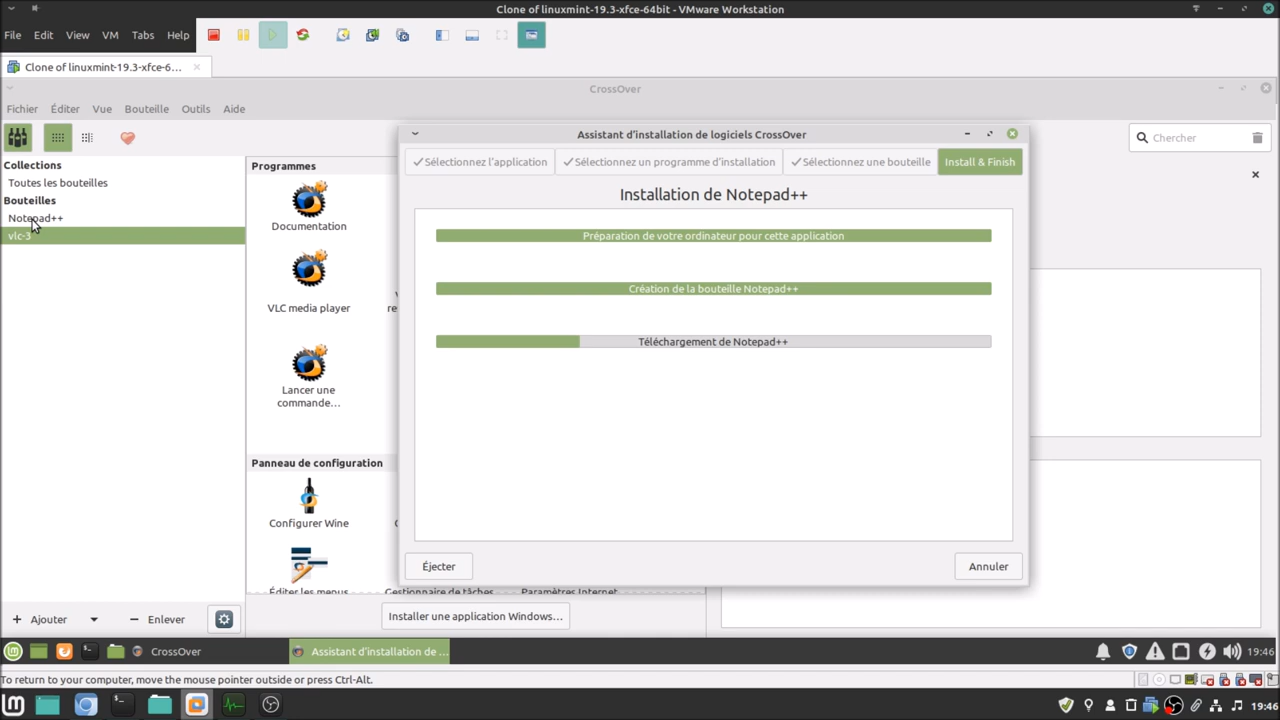 Clone of linuxmint-19.3-xfce-64bit - VMware Workstation
File Edit View VM Tabs Help
Clone of linuxmint-19.3-xfce-6...
CrossOver
Fichier Éditer Vue Bouteille Outils Aide
Chercher
Collections
Toutes les bouteilles
Bouteilles
Notepad++
vlc-3
Programmes
Documentation
VLC media player
Lancer une
commande...
Panneau de configuration
Configurer Wine
Éditer les menus
Gestionnaire de tâches
Paramètres Internet
Assistant d'installation de logiciels CrossOver
Sélectionnez l'application
Sélectionnez un programme d'installation
Sélectionnez une bouteille
Install & Finish
Installation de Notepad++
Préparation de votre ordinateur pour cette application
Création de la bouteille Notepad++
Téléchargement de Notepad++
Éjecter
Annuler
Ajouter
Enlever
Installer une application Windows...
CrossOver
Assistant d'installation de ...
19:46
To return to your computer, move the mouse pointer outside or press Ctrl-Alt.
19:46